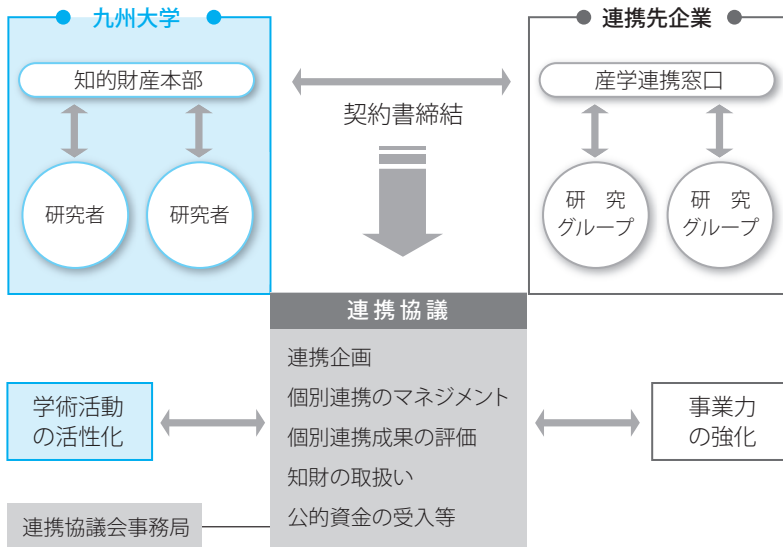 九州大学
連携先企業
知的財産本部
産学連携窓口
契約書締結
研究者
研究者
研 究
グループ
研 究
グループ
連携協議
連携企画
個別連携のマネジメント
個別連携成果の評価
知財の取扱い
公的資金の受入等
学術活動
の活性化
事業力
の強化
連携協議会事務局